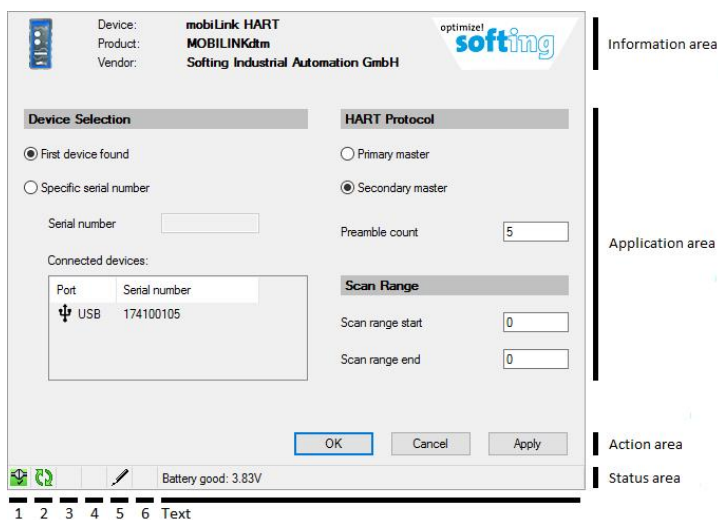 Device: mobiLink HART
Product: MOBILINKdtm
Vendor: Softing Industrial Automation GmbH
optimize!
softing
Information area
Device Selection
First device found
Specific serial number
Serial number
Connected devices:
Port Serial number
USB 174100105
HART Protocol
Primary master
Secondary master
Preamble count 5
Scan Range
Scan range start 0
Scan range end 0
Application area
OK Cancel Apply
Action area
Battery good: 3.83V
Status area
1 2 3 4 5 6 Text